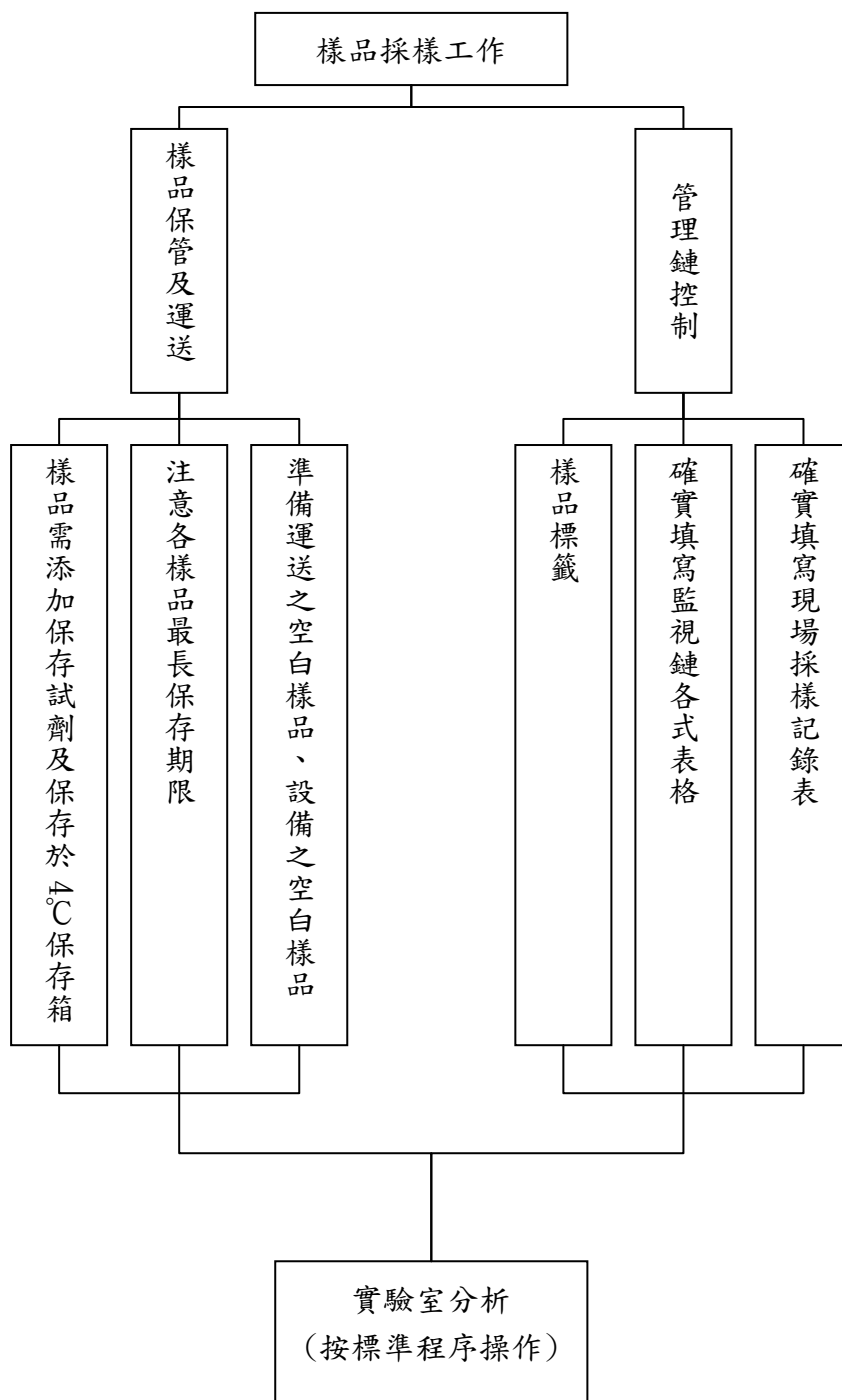 樣品採樣工作
樣品保管及運送
管理鏈控制
樣品需添加保存試劑及保存於4℃保存箱
注意各樣品最長保存期限
準備運送之空白樣品、設備之空白樣品
樣品標籤
確實填寫監視鏈各式表格
確實填寫現場採樣記錄表
實驗室分析
（按標準程序操作）